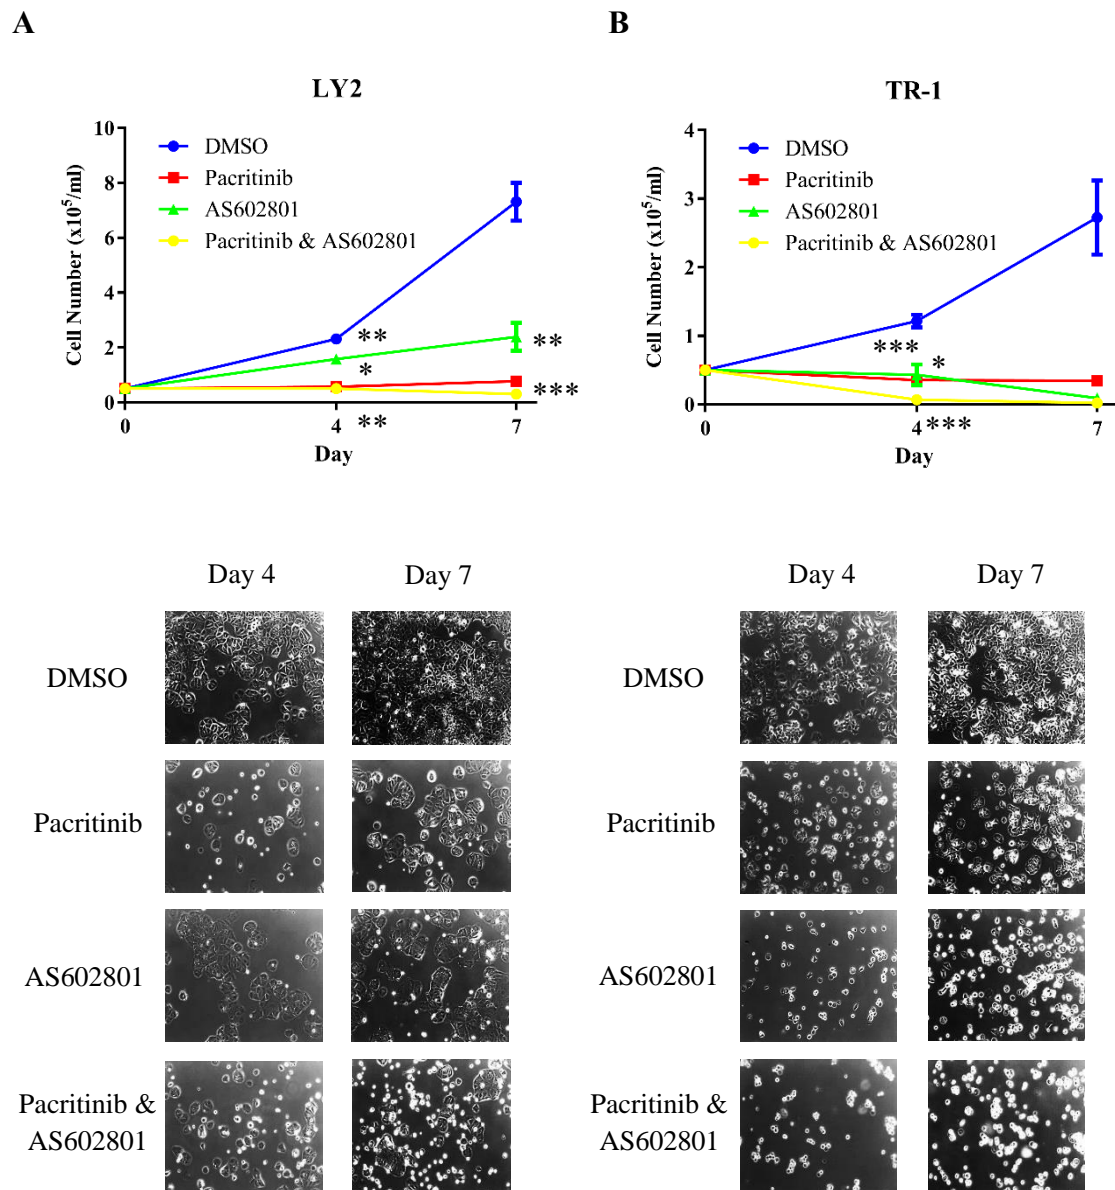 A
B
LY2
Cell Number (x10⁵/ml)
10
8
6
4
2
0
DMSO
Pacritinib
AS602801
Pacritinib & AS602801
**
*
**
**
***
0
4
7
Day
TR-1
Cell Number (x10⁵/ml)
4
3
2
1
0
DMSO
Pacritinib
AS602801
Pacritinib & AS602801
***
*
***
0
4
7
Day
Day 4
Day 7
DMSO
Pacritinib
AS602801
Pacritinib &
AS602801
Day 4
Day 7
DMSO
Pacritinib
AS602801
Pacritinib &
AS602801